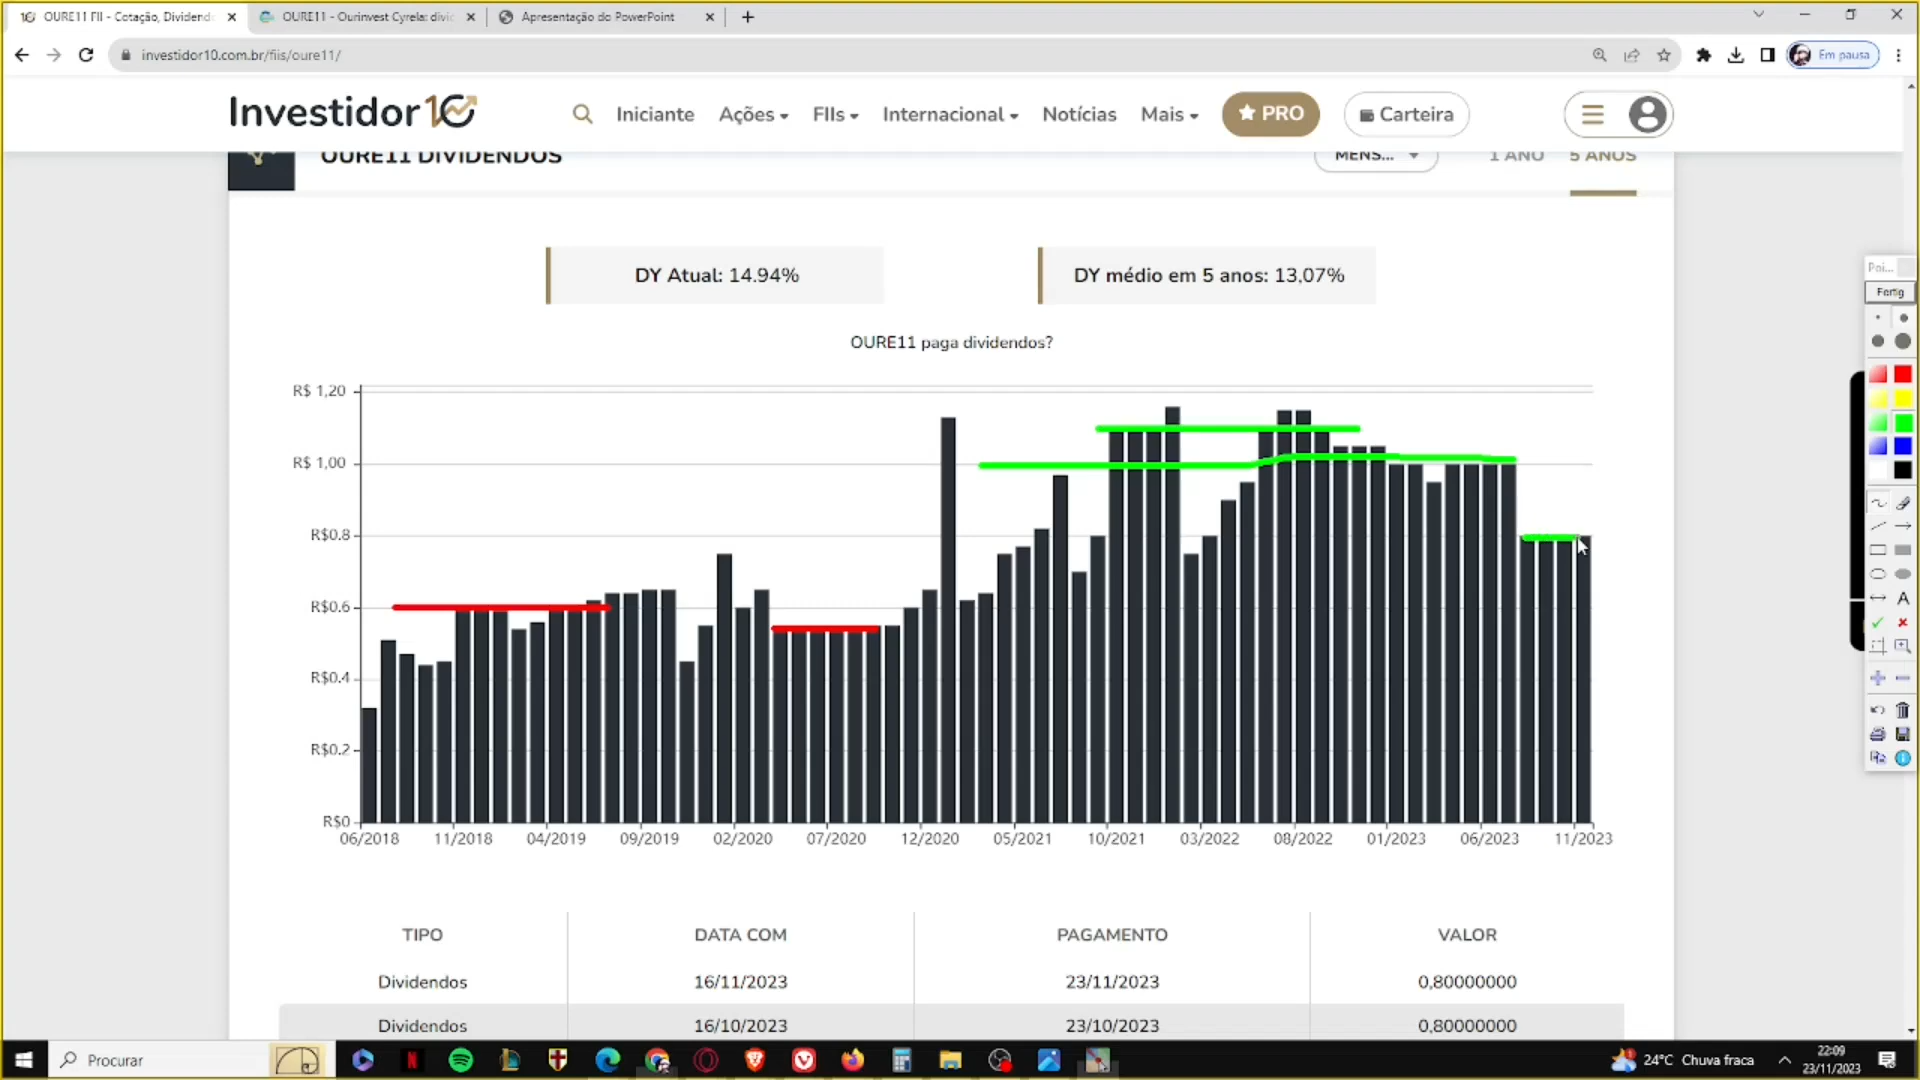 OURE11 FII - Cotação, Dividend
OURE11 - Ourinvest Cyrela: divid
Apresentação do PowerPoint
investidor10.com.br/fiis/oure11/
Em pausa
Investidor 10
Iniciante
Ações
FIIs
Internacional
Notícias
Mais
PRO
Carteira
OURE11 DIVIDENDOS
MENS...
1 ANO
5 ANOS
DY Atual: 14.94%
DY médio em 5 anos: 13,07%
OURE11 paga dividendos?
R$ 1,20
R$ 1,00
R$0.8
R$0.6
R$0.4
R$0.2
R$0
06/2018 11/2018 04/2019 09/2019 02/2020 07/2020 12/2020 05/2021 10/2021 03/2022 08/2022 01/2023 06/2023 11/2023
TIPO DATA COM PAGAMENTO VALOR
Dividendos 16/11/2023 23/11/2023 0,80000000
Dividendos 16/10/2023 23/10/2023 0,80000000
Poi...
Fertig
A
Procurar
24°C Chuva fraca
22:09
23/11/2023